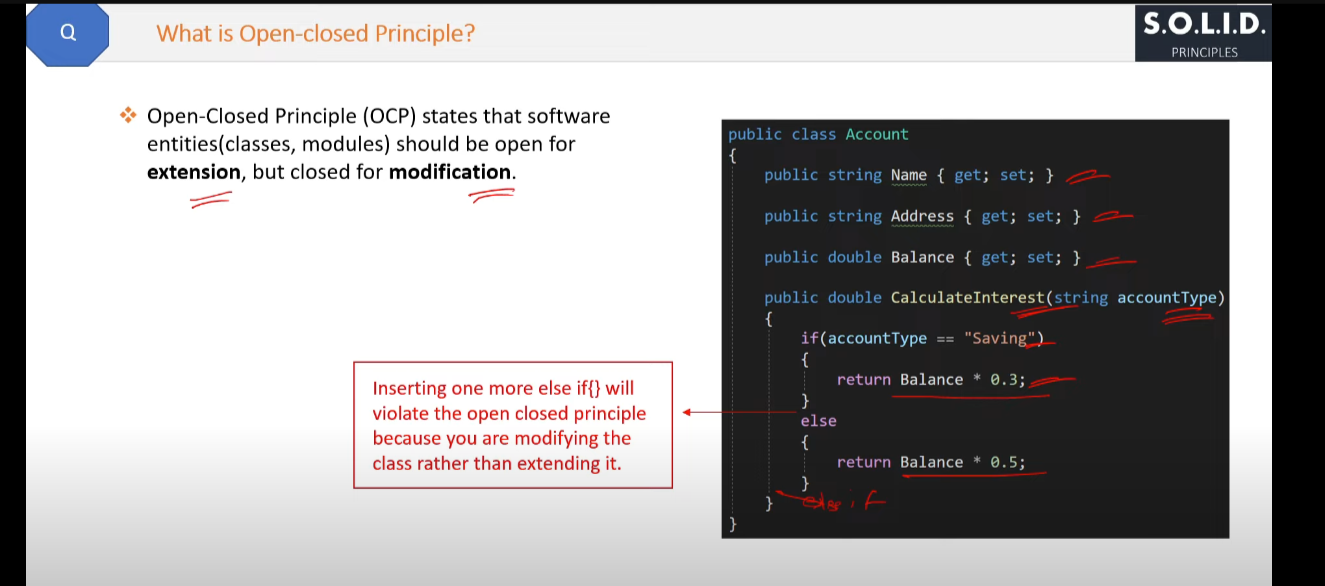 Q
What is Open-closed Principle?
S.O.L.I.D.
PRINCIPLES
❖ Open-Closed Principle (OCP) states that software
entities(classes, modules) should be open for
extension, but closed for modification.
public class Account
{
public string Name { get; set; }
public string Address { get; set; }
public double Balance { get; set; }
public double CalculateInterest(string accountType)
{
if(accountType == "Saving")
{
return Balance * 0.3;
}
else
{
return Balance * 0.5;
}
else if
}
}
Inserting one more else if{} will
violate the open closed principle
because you are modifying the
class rather than extending it.